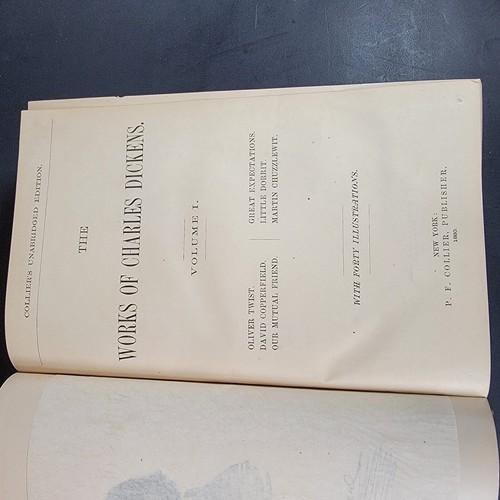 COLLIER'S UNABRIDGED EDITION.
THE
WORKS OF CHARLES DICKENS.
VOLUME I.
OLIVER TWIST.
DAVID COPPERFIELD.
OUR MUTUAL FRIEND.
GREAT EXPECTATIONS.
LITTLE DORRIT.
MARTIN CHUZZLEWIT.
WITH FORTY ILLUSTRATIONS.
NEW YORK:
P. F. COLLIER, PUBLISHER,
1880.